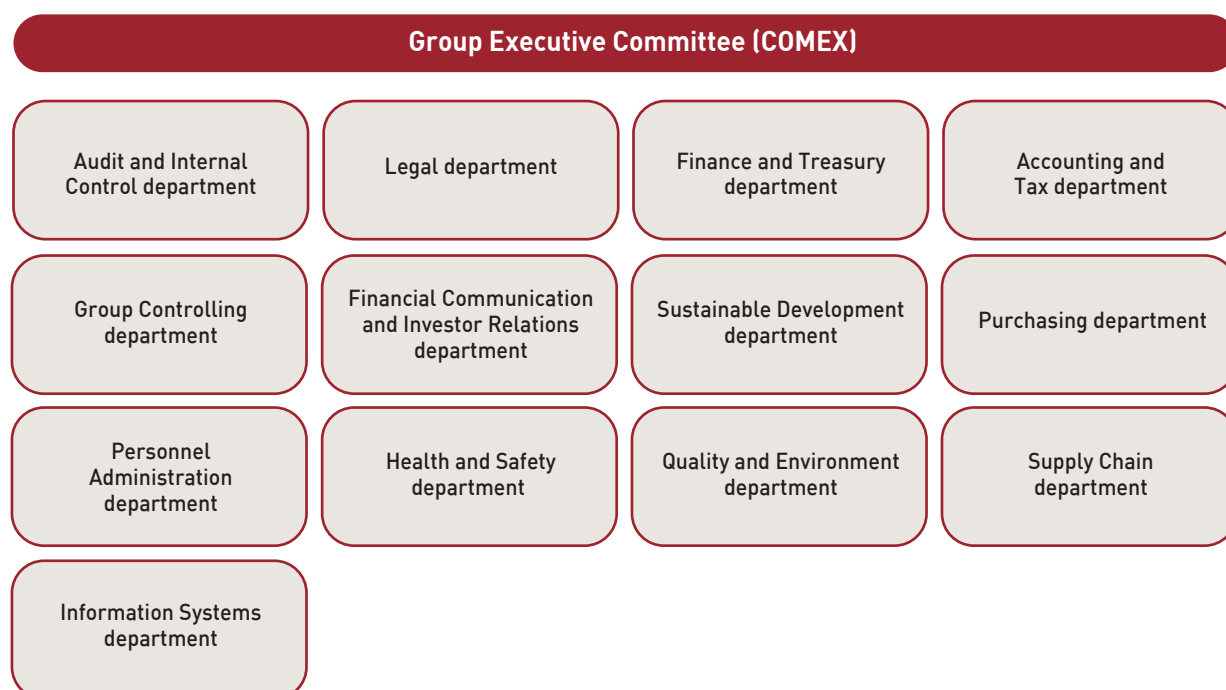 Group Executive Committee (COMEX)
Audit and Internal
Control department
Legal department
Finance and Treasury
department
Accounting and
Tax department
Group Controlling
department
Financial Communication
and Investor Relations
department
Sustainable Development
department
Purchasing department
Personnel
Administration
department
Health and Safety
department
Quality and Environment
department
Supply Chain
department
Information Systems
department